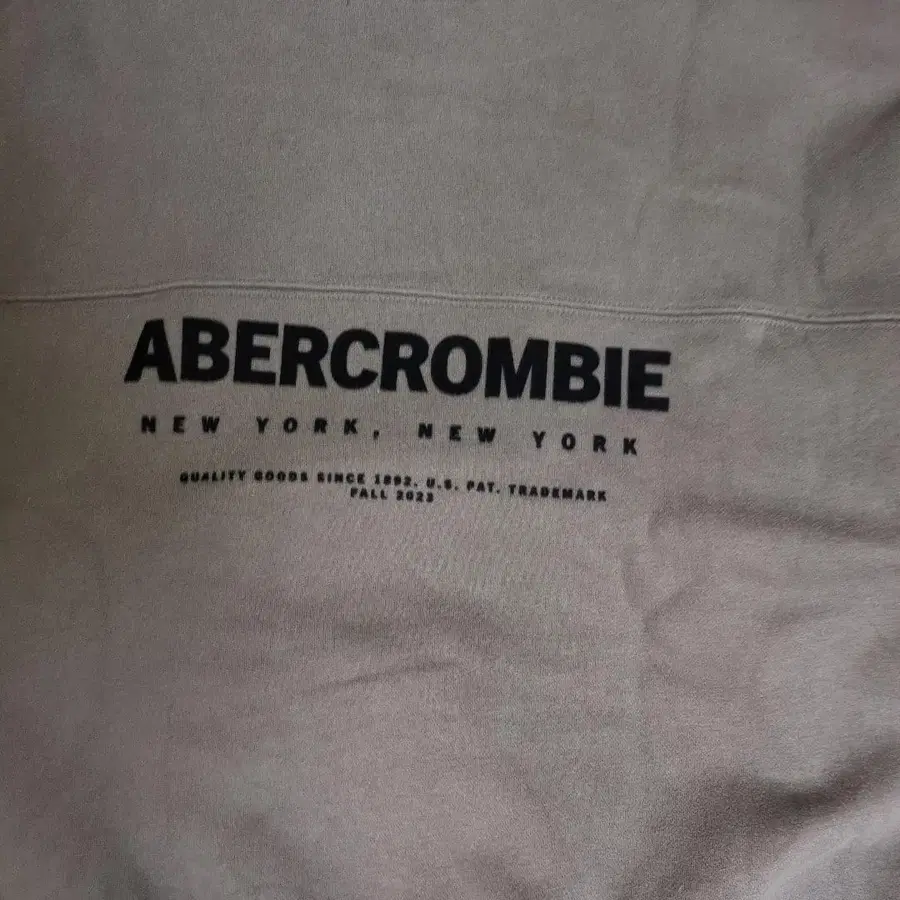 ABERCROMBIE
NEW YORK, NEW YORK
QUALITY GOODS SINCE 1892. U.S. PAT. TRADEMARK
FALL 2023